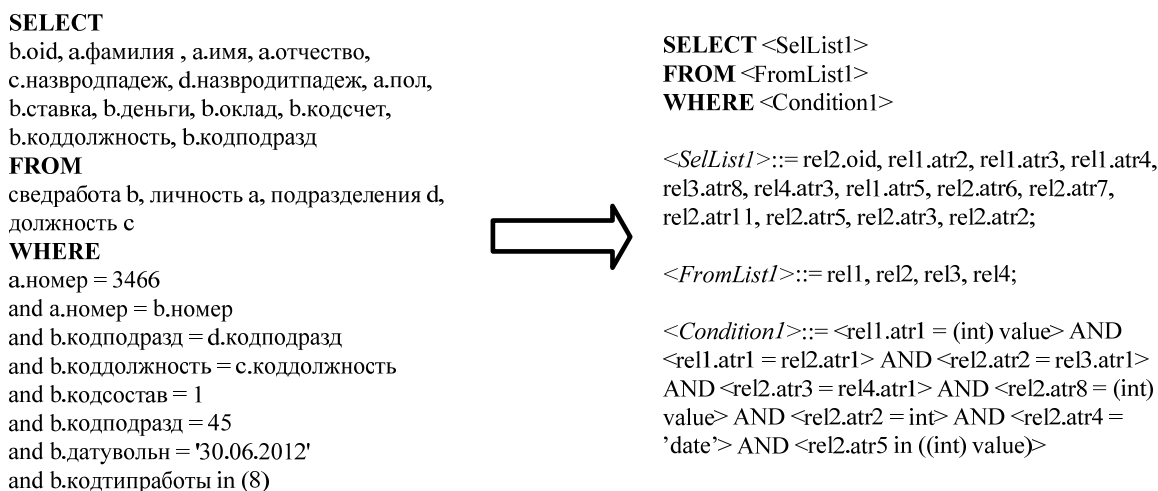 SELECT
b.oid, a.фамилия , a.имя, a.отчество,
c.назвродпадеж, d.назвродитпадеж, a.пол,
b.ставка, b.деньги, b.оклад, b.кодсчет,
b.коддолжность, b.кодподразд
FROM
сведработа b, личность a, подразделения d,
должность c
WHERE
a.номер = 3466
and a.номер = b.номер
and b.кодподразд = d.кодподразд
and b.коддолжность = c.коддолжность
and b.кодсостав = 1
and b.кодподразд = 45
and b.датувольн = '30.06.2012'
and b.кодтипработы in (8)
SELECT <SelList1>
FROM <FromList1>
WHERE <Condition1>
<SelList1>::= rel2.oid, rel1.atr2, rel1.atr3, rel1.atr4,
rel3.atr8, rel4.atr3, rel1.atr5, rel2.atr6, rel2.atr7,
rel2.atr11, rel2.atr5, rel2.atr3, rel2.atr2;
<FromList1>::= rel1, rel2, rel3, rel4;
<Condition1>::= <rel1.atr1 = (int) value> AND
<rel1.atr1 = rel2.atr1> AND <rel2.atr2 = rel3.atr1>
AND <rel2.atr3 = rel4.atr1> AND <rel2.atr8 = (int)
value> AND <rel2.atr2 = int> AND <rel2.atr4 =
’date’> AND <rel2.atr5 in ((int) value)>